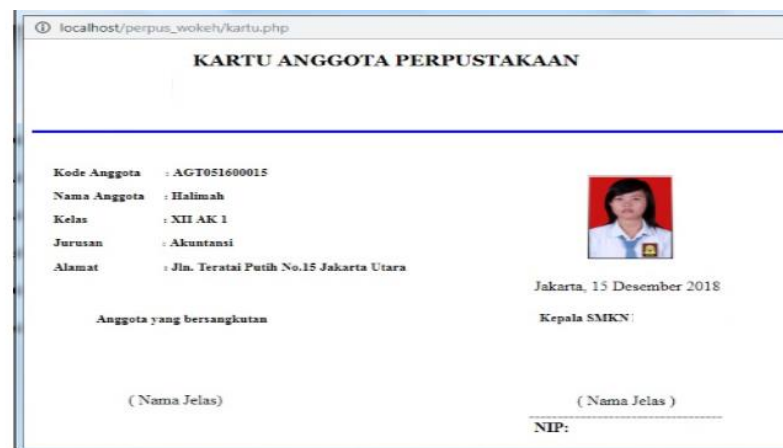 localhost/perpus_wokeh/kartu.php
KARTU ANGGOTA PERPUSTAKAAN
Kode Anggota : AGT051600015
Nama Anggota : Halimah
Kelas : XII AK 1
Jurusan : Akuntansi
Alamat : Jln. Teratai Putih No.15 Jakarta Utara
Jakarta, 15 Desember 2018
Anggota yang bersangkutan Kepala SMKN
( Nama Jelas) ( Nama Jelas )
NIP: